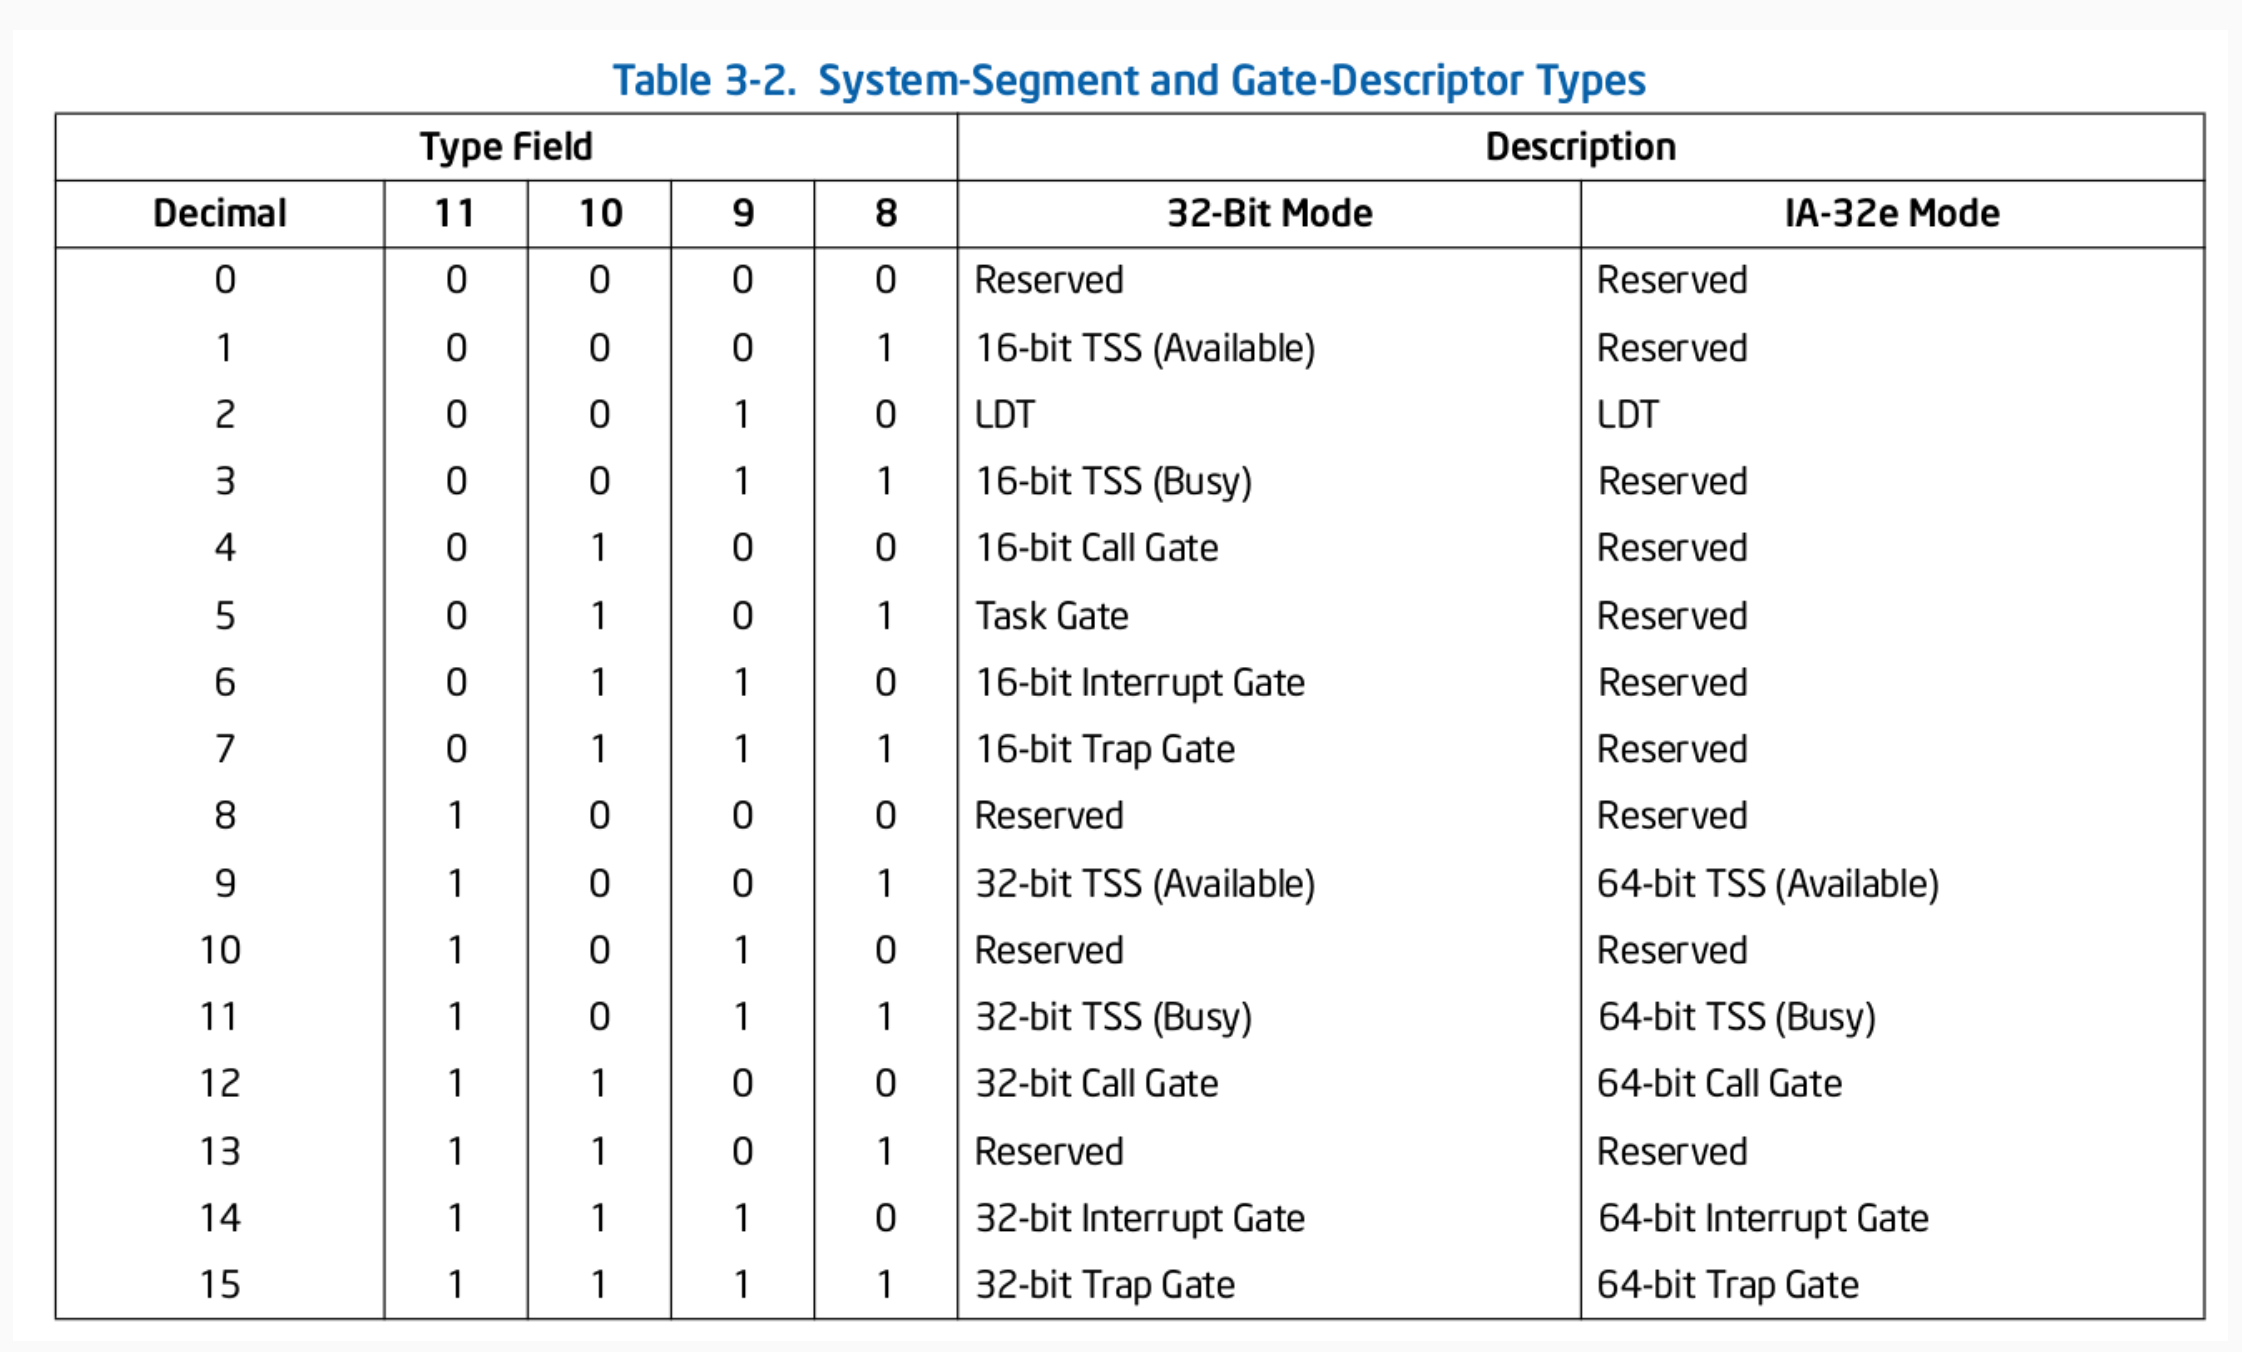 Table 3-2. System-Segment and Gate-Descriptor Types
Type Field Description
Decimal 11 10 9 8 32-Bit Mode IA-32e Mode
0 0 0 0 0 Reserved Reserved
1 0 0 0 1 16-bit TSS (Available) Reserved
2 0 0 1 0 LDT LDT
3 0 0 1 1 16-bit TSS (Busy) Reserved
4 0 1 0 0 16-bit Call Gate Reserved
5 0 1 0 1 Task Gate Reserved
6 0 1 1 0 16-bit Interrupt Gate Reserved
7 0 1 1 1 16-bit Trap Gate Reserved
8 1 0 0 0 Reserved Reserved
9 1 0 0 1 32-bit TSS (Available) 64-bit TSS (Available)
10 1 0 1 0 Reserved Reserved
11 1 0 1 1 32-bit TSS (Busy) 64-bit TSS (Busy)
12 1 1 0 0 32-bit Call Gate 64-bit Call Gate
13 1 1 0 1 Reserved Reserved
14 1 1 1 0 32-bit Interrupt Gate 64-bit Interrupt Gate
15 1 1 1 1 32-bit Trap Gate 64-bit Trap Gate